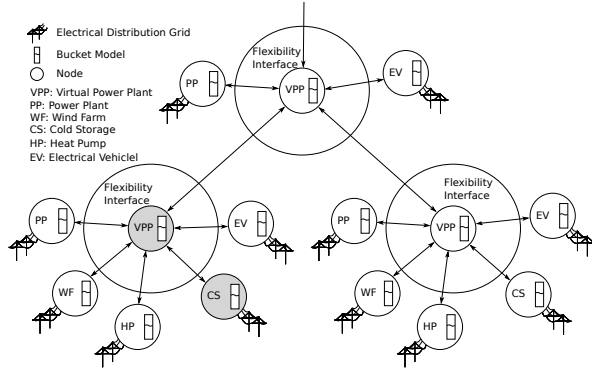 Electrical Distribution Grid
Bucket Model
Node
VPP: Virtual Power Plant
PP: Power Plant
WF: Wind Farm
CS: Cold Storage
HP: Heat Pump
EV: Electrical Vehiclel
Flexibility
Interface
PP
VPP
EV
Flexibility
Interface
PP
VPP
EV
WF
CS
HP
Flexibility
Interface
PP
VPP
EV
WF
CS
HP